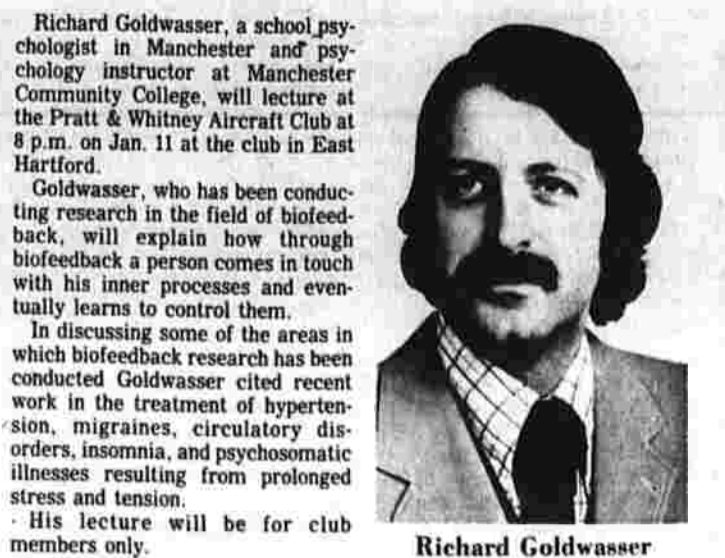 Richard Goldwasser, a school psy-
chologist in Manchester and psy-
chology instructor at Manchester
Community College, will lecture at
the Pratt & Whitney Aircraft Club at
8 p.m. on Jan. 11 at the club in East
Hartford.
Goldwasser, who has been conduc-
ting research in the field of biofeed-
back, will explain how through
biofeedback a person comes in touch
with his inner processes and even-
tually learns to control them.
In discussing some of the areas in
which biofeedback research has been
conducted Goldwasser cited recent
work in the treatment of hyperten-
sion, migraines, circulatory dis-
orders, insomnia, and psychosomatic
illnesses resulting from prolonged
stress and tension.
His lecture will be for club
members only.
Richard Goldwasser